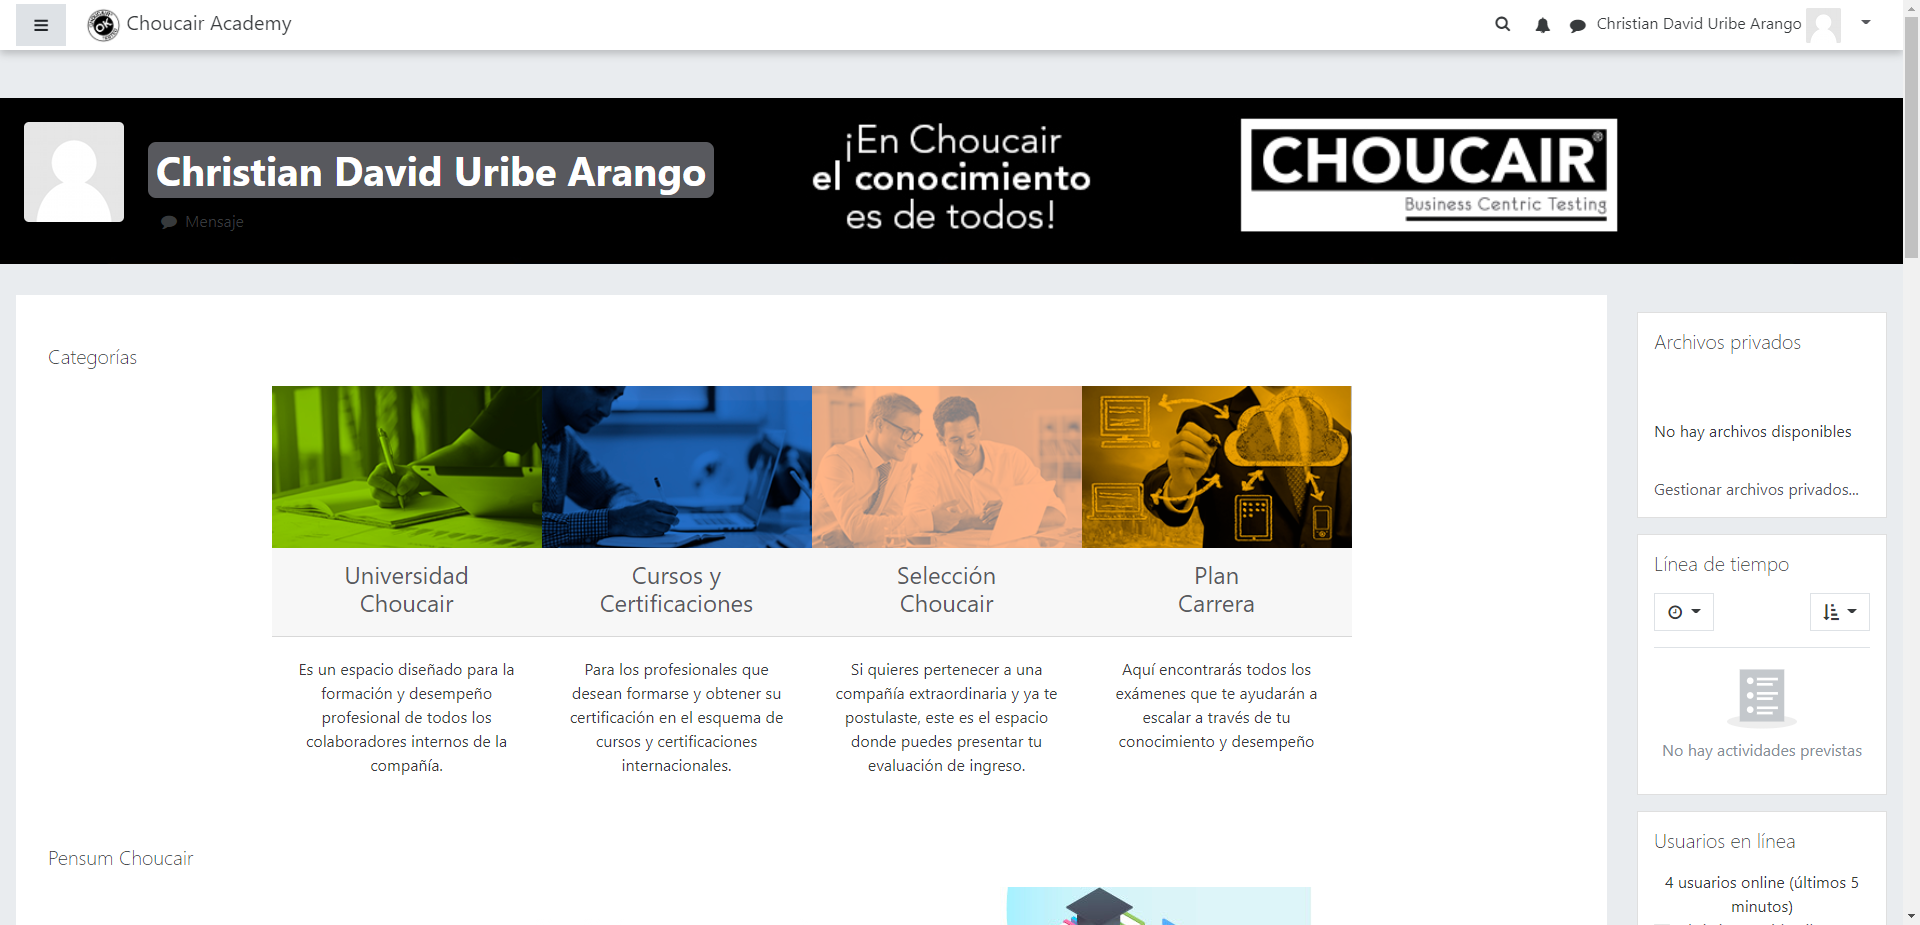 Choucair Academy
Christian David Uribe Arango
Christian David Uribe Arango
Mensaje
¡En Choucair
el conocimiento
es de todos!
CHOUCAIR®
Business Centric Testing
Categorías
Universidad
Choucair
Es un espacio diseñado para la
formación y desempeño
profesional de todos los
colaboradores internos de la
compañía.
Cursos y
Certificaciones
Para los profesionales que
desean formarse y obtener su
certificación en el esquema de
cursos y certificaciones
internacionales.
Selección
Choucair
Si quieres pertenecer a una
compañía extraordinaria y ya te
postulaste, este es el espacio
donde puedes presentar tu
evaluación de ingreso.
Plan
Carrera
Aquí encontrarás todos los
exámenes que te ayudarán a
escalar a través de tu
conocimiento y desempeño
Pensum Choucair
Archivos privados
No hay archivos disponibles
Gestionar archivos privados...
Línea de tiempo
No hay actividades previstas
Usuarios en línea
4 usuarios online (últimos 5
minutos)